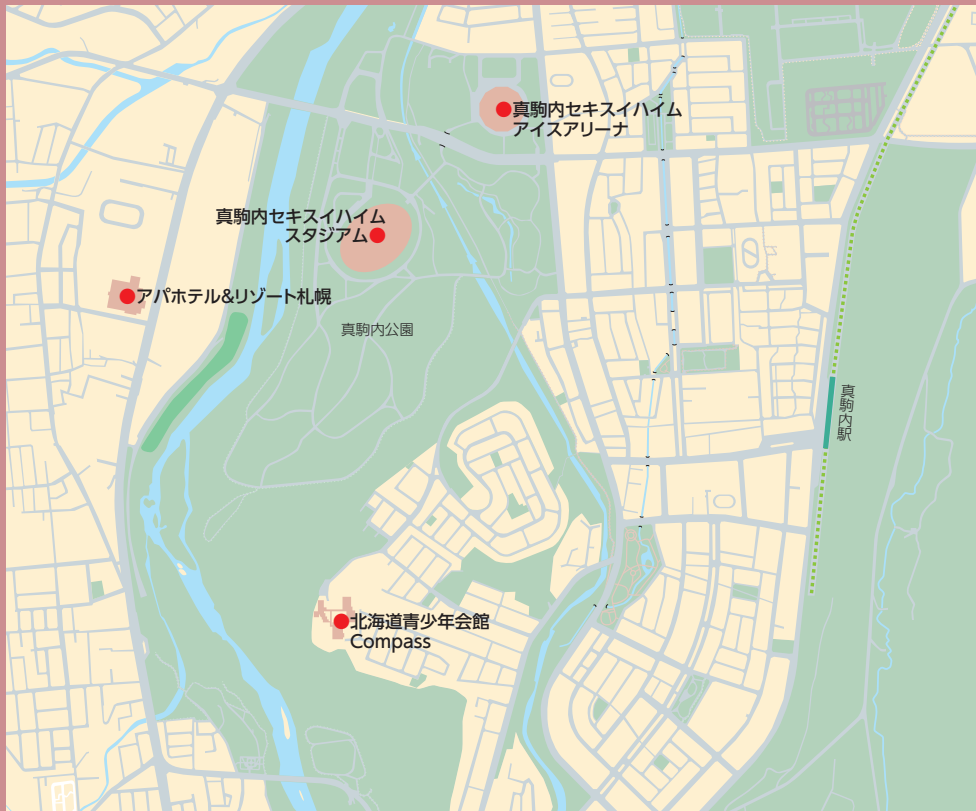 真駒内セキスイハイム
アイスアリーナ
真駒内セキスイハイム
スタジアム
アパホテル&リゾート札幌
真駒内公園
真駒内駅
北海道青少年会館
Compass